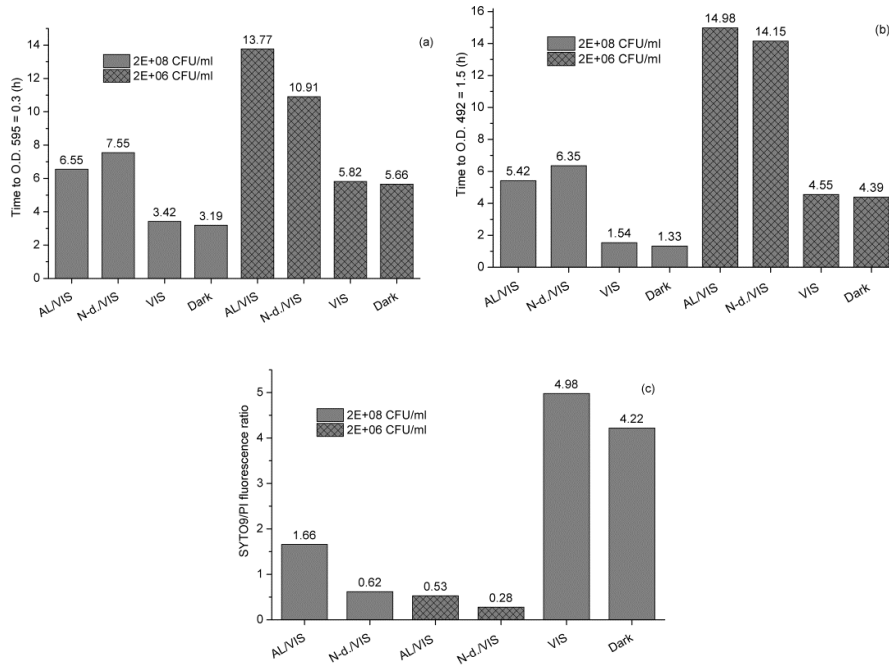 (a)
2E+08 CFU/ml
2E+06 CFU/ml
Time to O.D. 595 = 0.3 (h)
14
12
10
8
6
4
2
0
6.55
7.55
3.42
3.19
13.77
10.91
5.82
5.66
AL/VIS
N-d./VIS
VIS
Dark
AL/VIS
N-d./VIS
VIS
Dark
(b)
2E+08 CFU/ml
2E+06 CFU/ml
Time to O.D. 492 = 1.5 (h)
16
14
12
10
8
6
4
2
0
5.42
6.35
1.54
1.33
14.98
14.15
4.55
4.39
AL/VIS
N-d./VIS
VIS
Dark
AL/VIS
N-d./VIS
VIS
Dark
(c)
2E+08 CFU/ml
2E+06 CFU/ml
SYTO9/PI fluorescence ratio
5
4
3
2
1
0
1.66
0.62
0.53
0.28
4.98
4.22
AL/VIS
N-d./VIS
AL/VIS
N-d./VIS
VIS
Dark